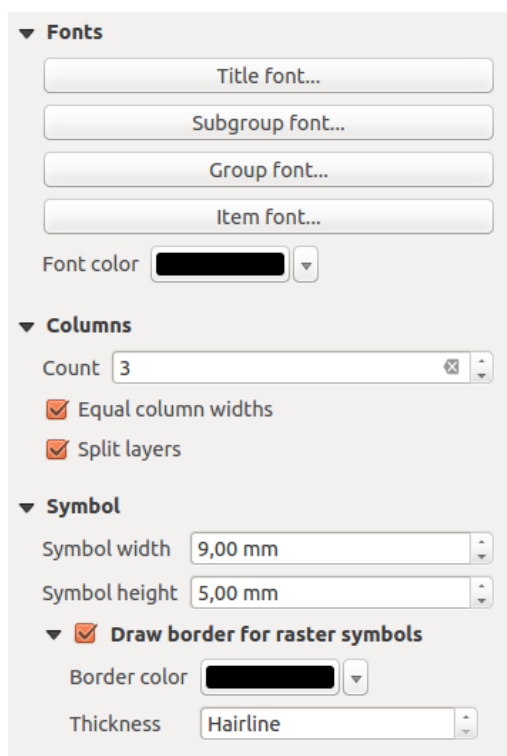 Fonts
Title font...
Subgroup font...
Group font...
Item font...
Font color
Columns
Count 3
Equal column widths
Split layers
Symbol
Symbol width 9,00 mm
Symbol height 5,00 mm
Draw border for raster symbols
Border color
Thickness Hairline